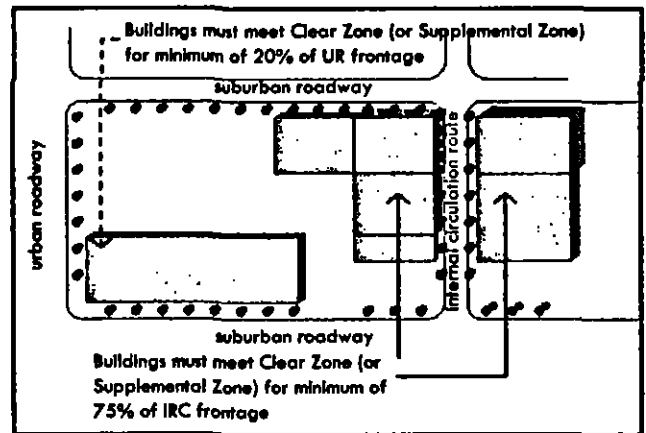 Buildings must meet Clear Zone (or Supplemental Zone)
for minimum of 20% of UR frontage
suburban roadway
urban roadway
internal circulation route
suburban roadway
Buildings must meet Clear Zone (or
Supplemental Zone) for minimum of
75% of IRC frontage